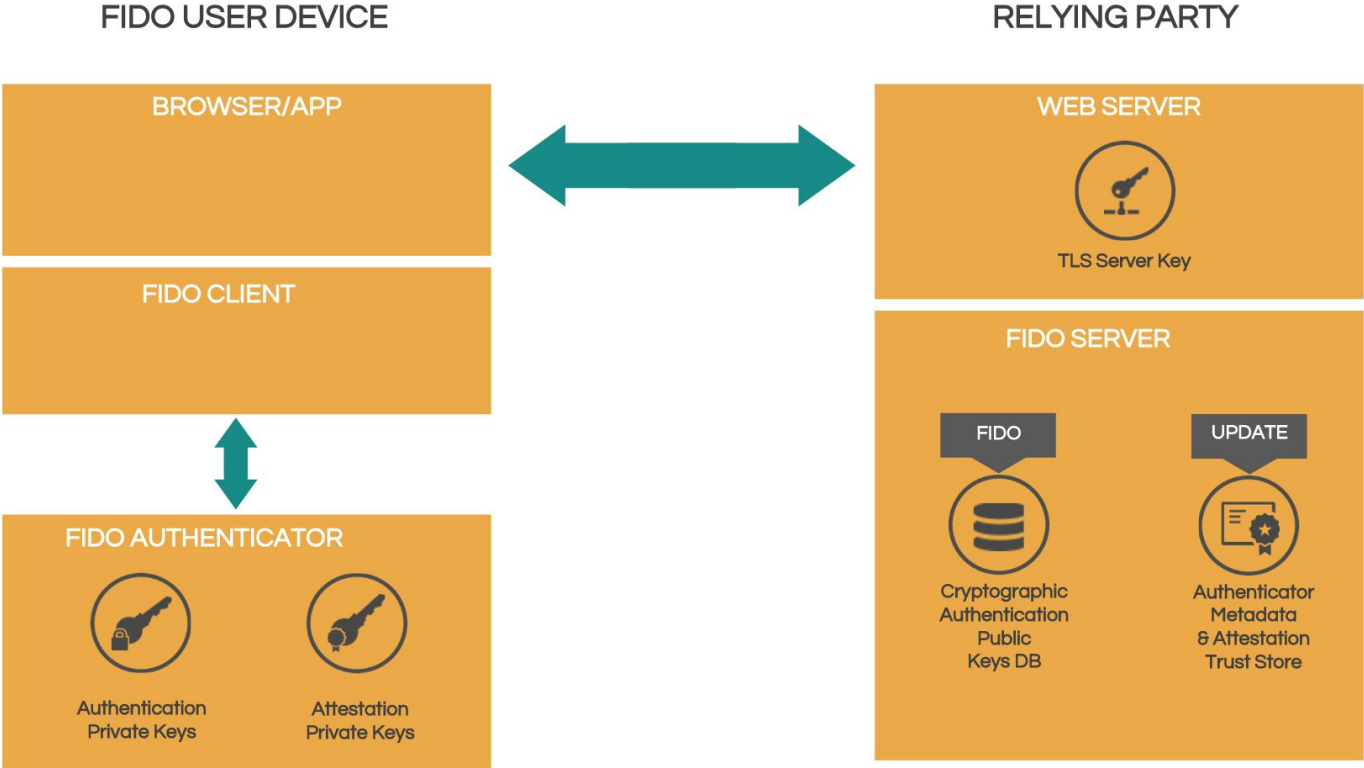 FIDO USER DEVICE
RELYING PARTY
BROWSER/APP
WEB SERVER
TLS Server Key
FIDO CLIENT
FIDO SERVER
FIDO
UPDATE
FIDO AUTHENTICATOR
Cryptographic
Authentication
Public
Keys DB
Authenticator
Metadata
& Attestation
Trust Store
Authentication
Private Keys
Attestation
Private Keys